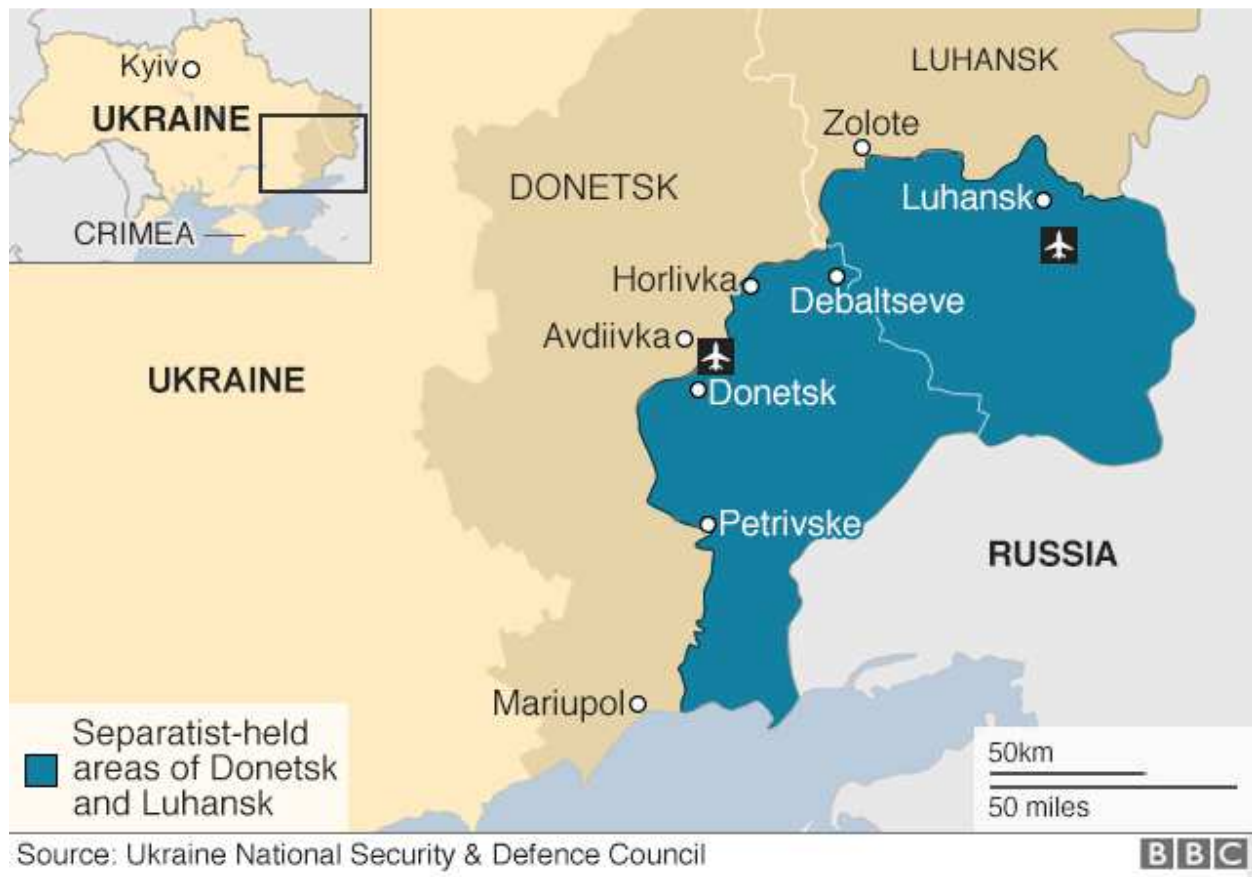 Kyiv
UKRAINE
CRIMEA
LUHANSK
Zolote
DONETSK
Luhansk
Horlivka
Debaltseve
Avdiivka
UKRAINE
Donetsk
Petrivske
RUSSIA
Mariupol
Separatist-held
areas of Donetsk
and Luhansk
50km
50 miles
Source: Ukraine National Security & Defence Council
BBC